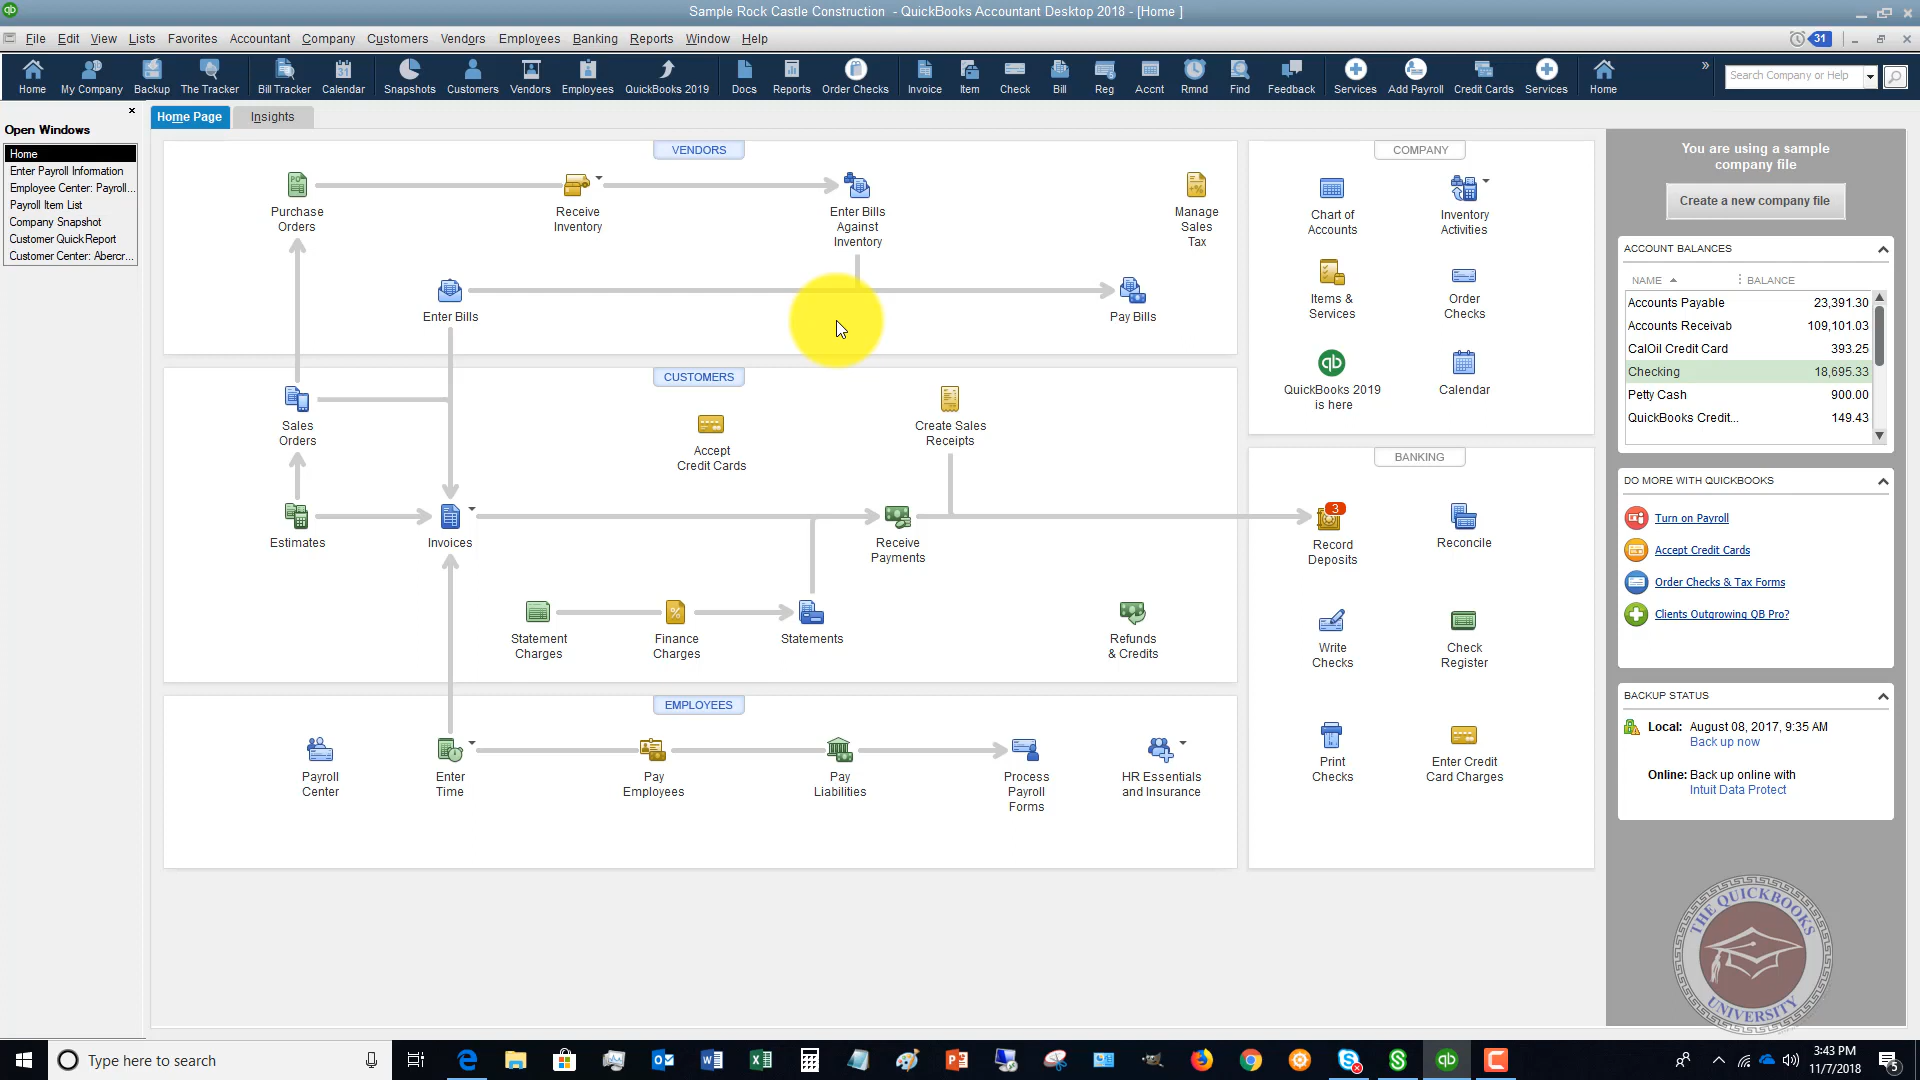 Sample Rock Castle Construction - QuickBooks Accountant Desktop 2018 - [Home ]
File Edit View Lists Favorites Accountant Company Customers Vendors Employees Banking Reports Window Help
31
Home My Company Backup The Tracker Bill Tracker Calendar Snapshots Customers Vendors Employees QuickBooks 2019 Docs Reports Order Checks Invoice Item Check Bill Reg Accnt Rmnd Find Feedback Services Add Payroll Credit Cards Services Home
Search Company or Help
Open Windows
Home
Enter Payroll Information
Employee Center: Payroll...
Payroll Item List
Company Snapshot
Customer QuickReport
Customer Center: Abercr...
Home Page Insights
VENDORS
Purchase
Orders
Receive
Inventory
Enter Bills
Against
Inventory
Manage
Sales
Tax
Enter Bills
Pay Bills
CUSTOMERS
Sales
Orders
Accept
Credit Cards
Create Sales
Receipts
Estimates
Invoices
Receive
Payments
Statement
Charges
Finance
Charges
Statements
Refunds
& Credits
EMPLOYEES
Payroll
Center
Enter
Time
Pay
Employees
Pay
Liabilities
Process
Payroll
Forms
HR Essentials
and Insurance
COMPANY
Chart of
Accounts
Inventory
Activities
Items &
Services
Order
Checks
qb
QuickBooks 2019
is here
Calendar
BANKING
3
Record
Deposits
Reconcile
Write
Checks
Check
Register
Print
Checks
Enter Credit
Card Charges
You are using a sample
company file
Create a new company file
ACCOUNT BALANCES
NAME BALANCE
Accounts Payable 23,391.30
Accounts Receivab 109,101.03
CalOil Credit Card 393.25
Checking 18,695.33
Petty Cash 900.00
QuickBooks Credit... 149.43
DO MORE WITH QUICKBOOKS
Turn on Payroll
Accept Credit Cards
Order Checks & Tax Forms
Clients Outgrowing QB Pro?
BACKUP STATUS
Local: August 08, 2017, 9:35 AM
Back up now
Online: Back up online with
Intuit Data Protect
THE QUICKBOOKS
UNIVERSITY
Type here to search
3:43 PM
11/7/2018
5